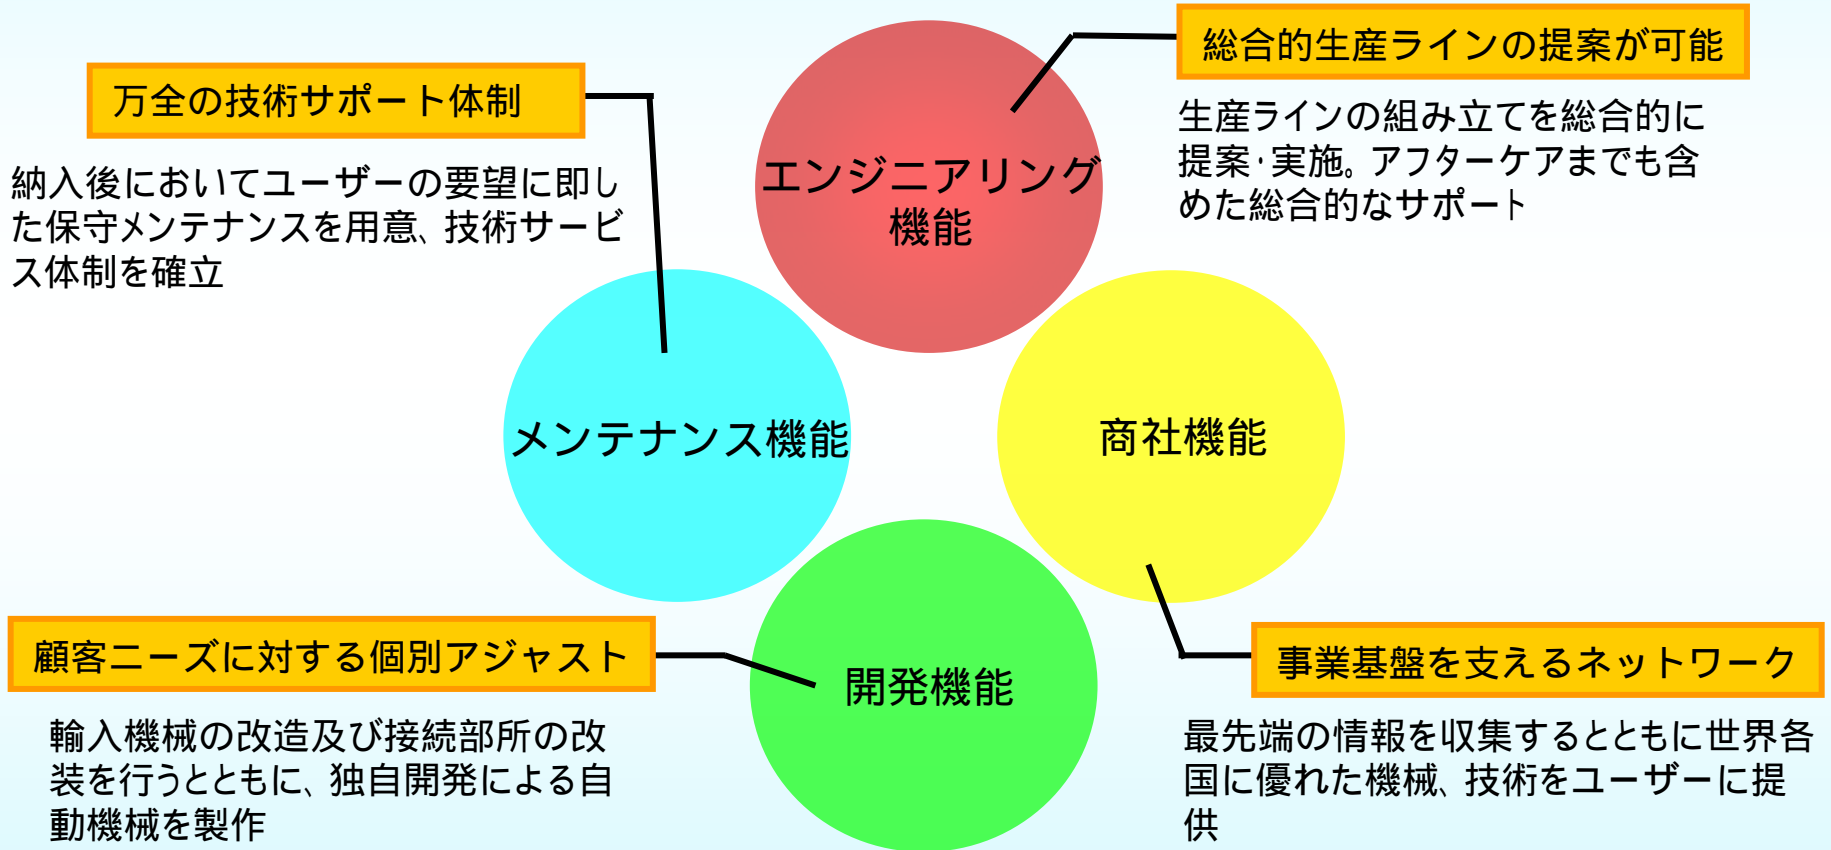 総合的生産ラインの提案が可能
生産ラインの組み立てを総合的に
提案・実施。アフターケアまでも含
めた総合的なサポート
万全の技術サポート体制
納入後においてユーザーの要望に即し
た保守メンテナンスを用意、技術サービ
ス体制を確立
エンジニアリング
機能
メンテナンス機能
商社機能
開発機能
顧客ニーズに対する個別アジャスト
輸入機械の改造及び接続部所の改
装を行うとともに、独自開発による自
動機械を製作
事業基盤を支えるネットワーク
最先端の情報を収集するとともに世界各
国に優れた機械、技術をユーザーに提
供